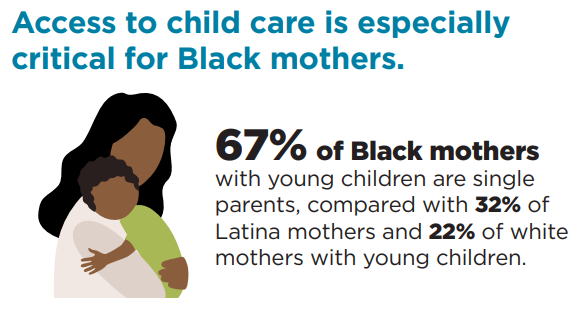 Access to child care is especially
critical for Black mothers.
67% of Black mothers
with young children are single
parents, compared with 32% of
Latina mothers and 22% of white
mothers with young children.